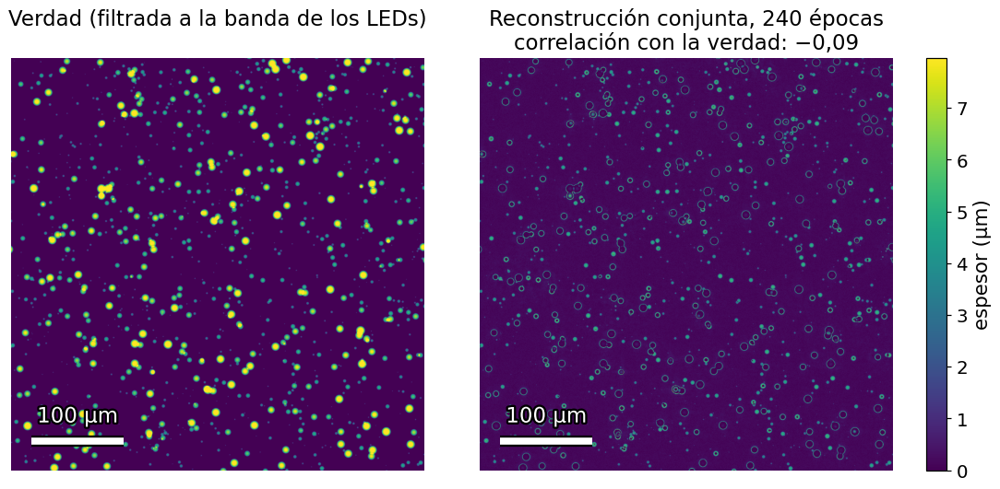 Verdad (filtrada a la banda de los LEDs)
Reconstrucción conjunta, 240 épocas
correlación con la verdad: −0,09
100 µm
100 µm
7
6
5
4
3
2
1
0
espesor (µm)